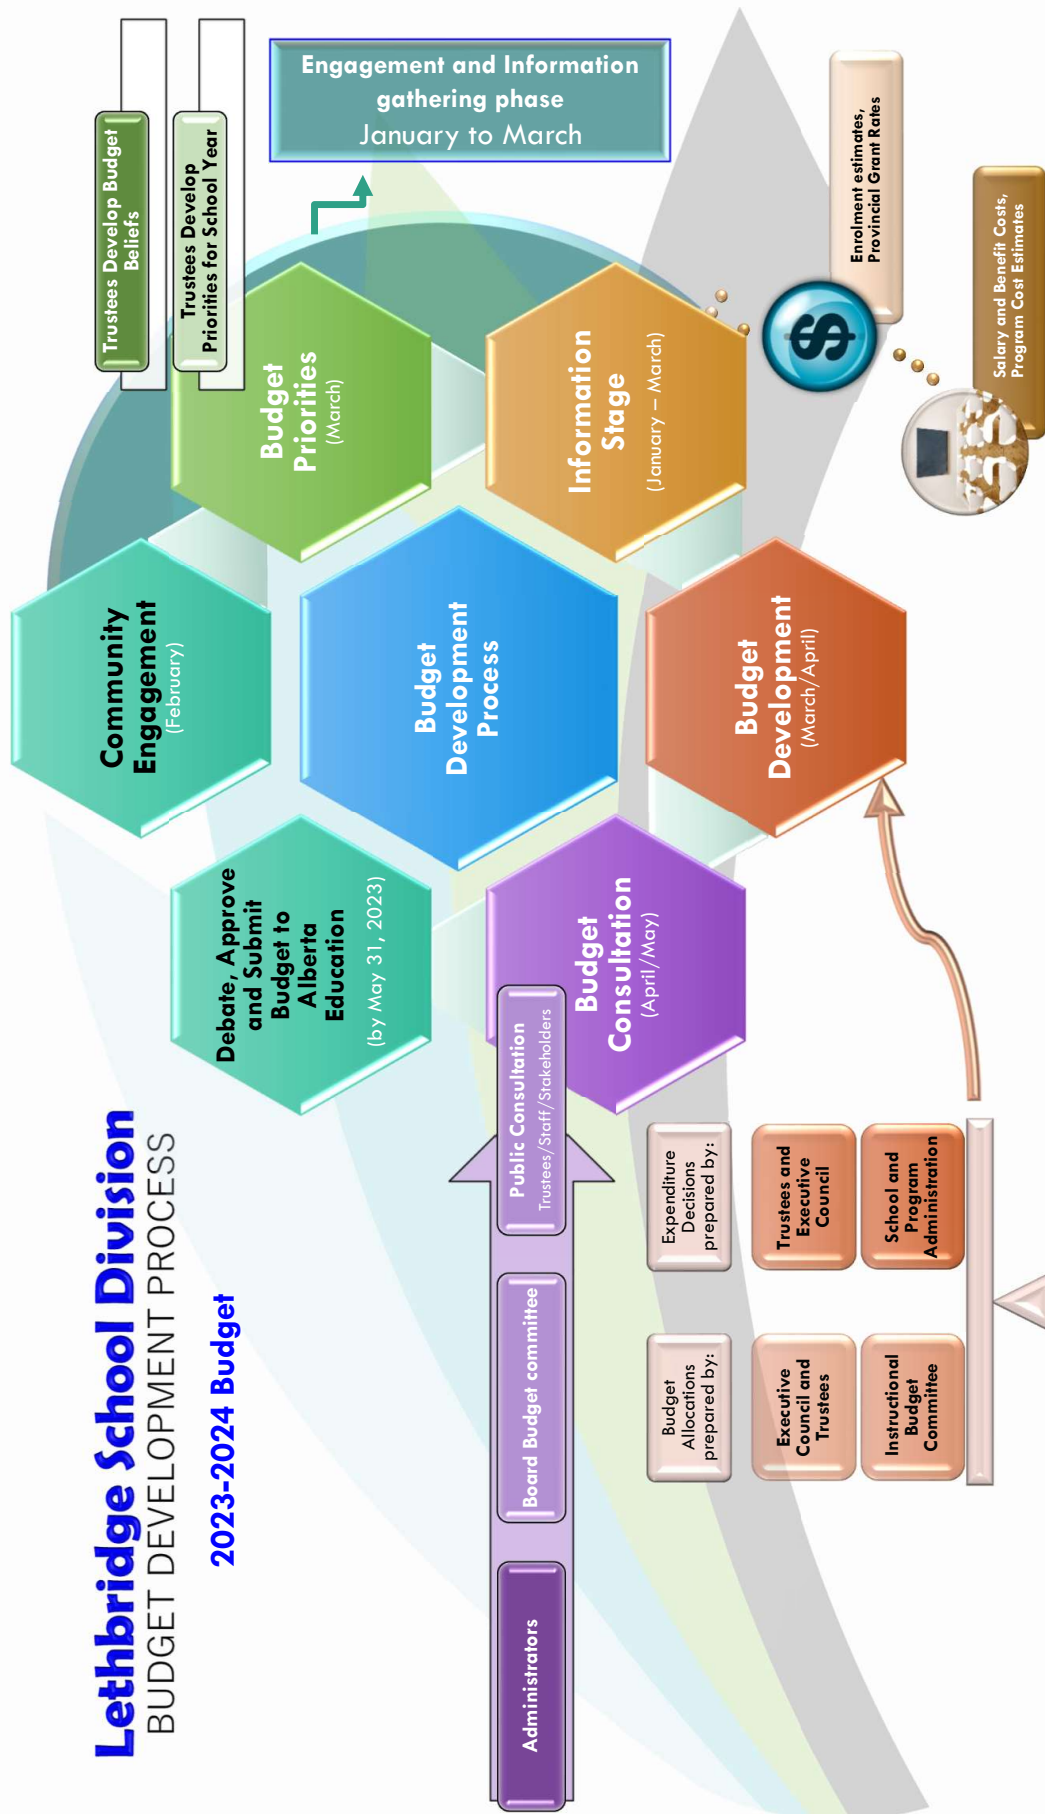 Lethbridge School Division
BUDGET DEVELOPMENT PROCESS
2023-2024 Budget
Engagement and Information
gathering phase
January to March
Trustees Develop Budget
Beliefs
Trustees Develop
Priorities for School Year
Community
Engagement
(February)
Budget
Priorities
(March)
Debate, Approve
and Submit
Budget to
Alberta
Education
(by May 31, 2023)
Budget
Development
Process
Information
Stage
(January – March)
Budget
Consultation
(April/May)
Budget
Development
(March/April)
Administrators
Board Budget committee
Public Consultation
Trustees/Staff/Stakeholders
Budget
Allocations
prepared by:
Expenditure
Decisions
prepared by:
Executive
Council and
Trustees
Trustees and
Executive
Council
Instructional
Budget
Committee
School and
Program
Administration
$
Enrolment estimates,
Provincial Grant Rates
Salary and Benefit Costs,
Program Cost Estimates